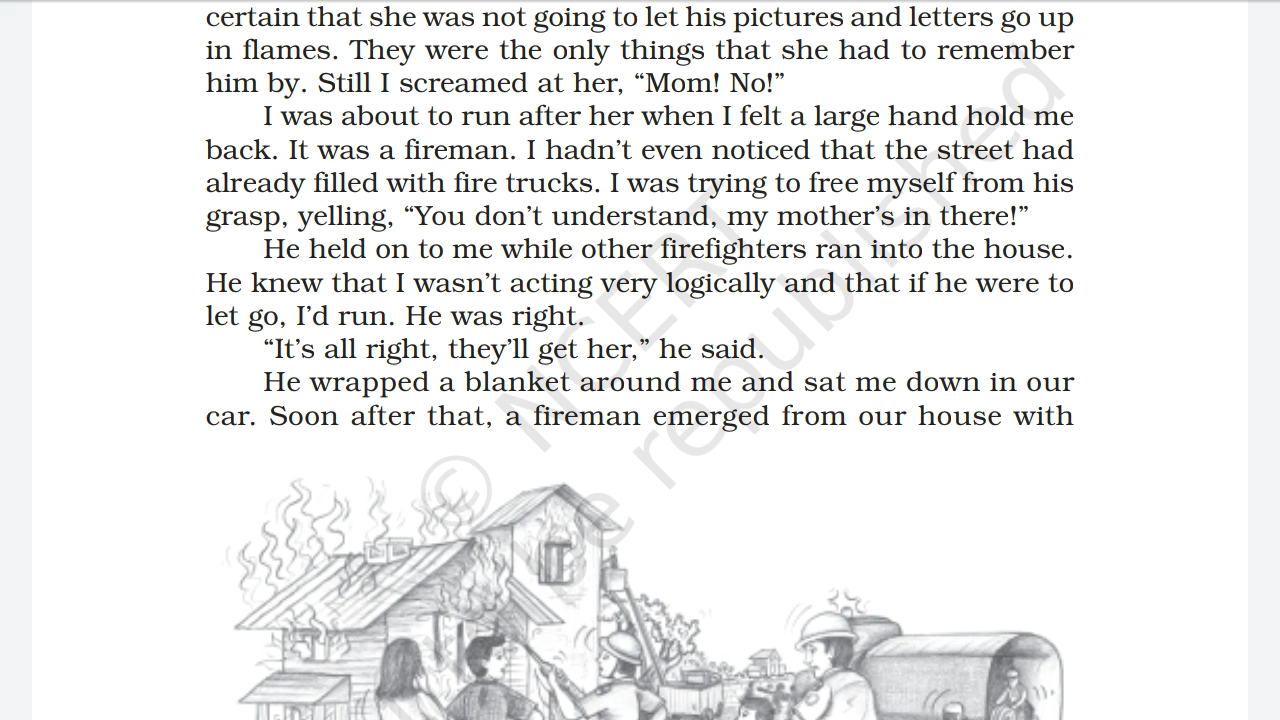 certain that she was not going to let his pictures and letters go up
in flames. They were the only things that she had to remember
him by. Still I screamed at her, “Mom! No!”
I was about to run after her when I felt a large hand hold me
back. It was a fireman. I hadn’t even noticed that the street had
already filled with fire trucks. I was trying to free myself from his
grasp, yelling, “You don’t understand, my mother’s in there!”
He held on to me while other firefighters ran into the house.
He knew that I wasn’t acting very logically and that if he were to
let go, I’d run. He was right.
“It’s all right, they’ll get her,” he said.
He wrapped a blanket around me and sat me down in our
car. Soon after that, a fireman emerged from our house with
© NCERT
be republished